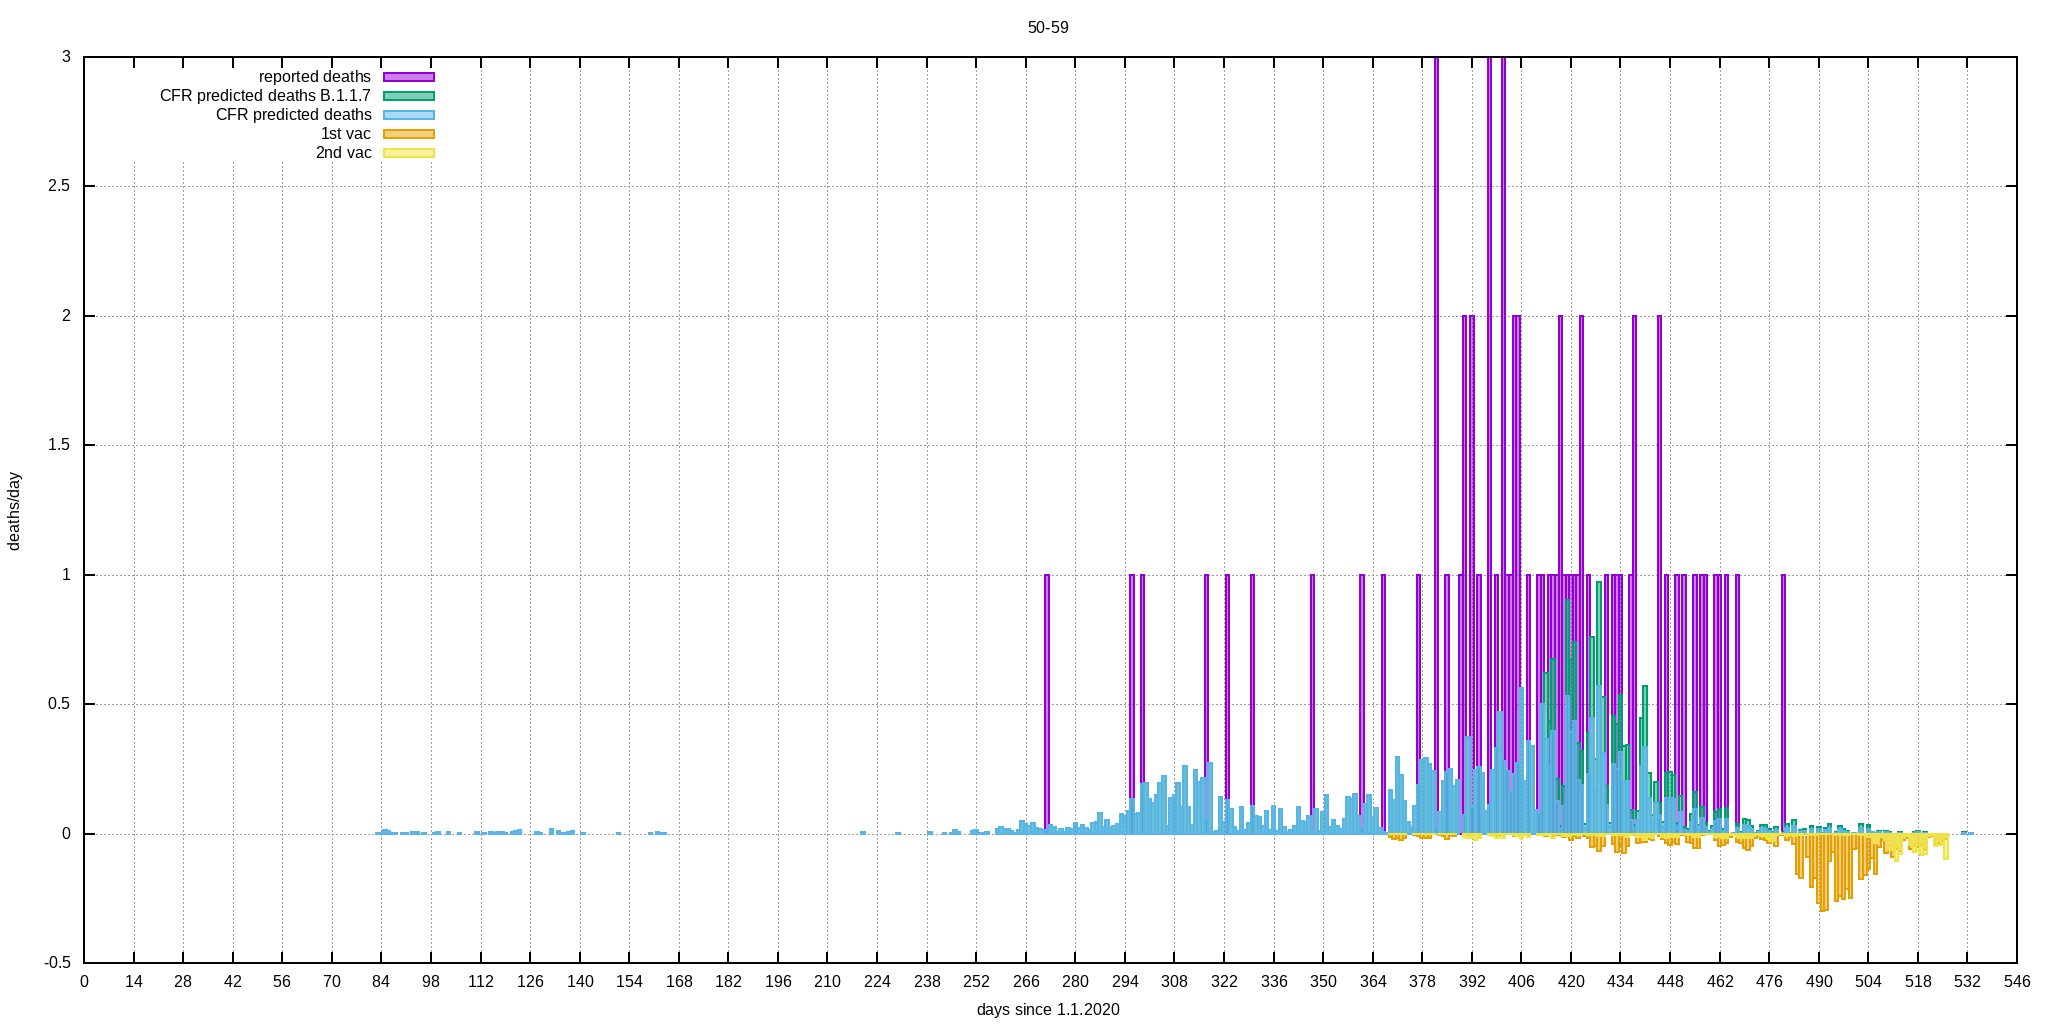 50-59
reported deaths
CFR predicted deaths B.1.1.7
CFR predicted deaths
1st vac
2nd vac
3
2.5
2
1.5
1
0.5
0
-0.5
deaths/day
0 14 28 42 56 70 84 98 112 126 140 154 168 182 196 210 224 238 252 266 280 294 308 322 336 350 364 378 392 406 420 434 448 462 476 490 504 518 532 546
days since 1.1.2020